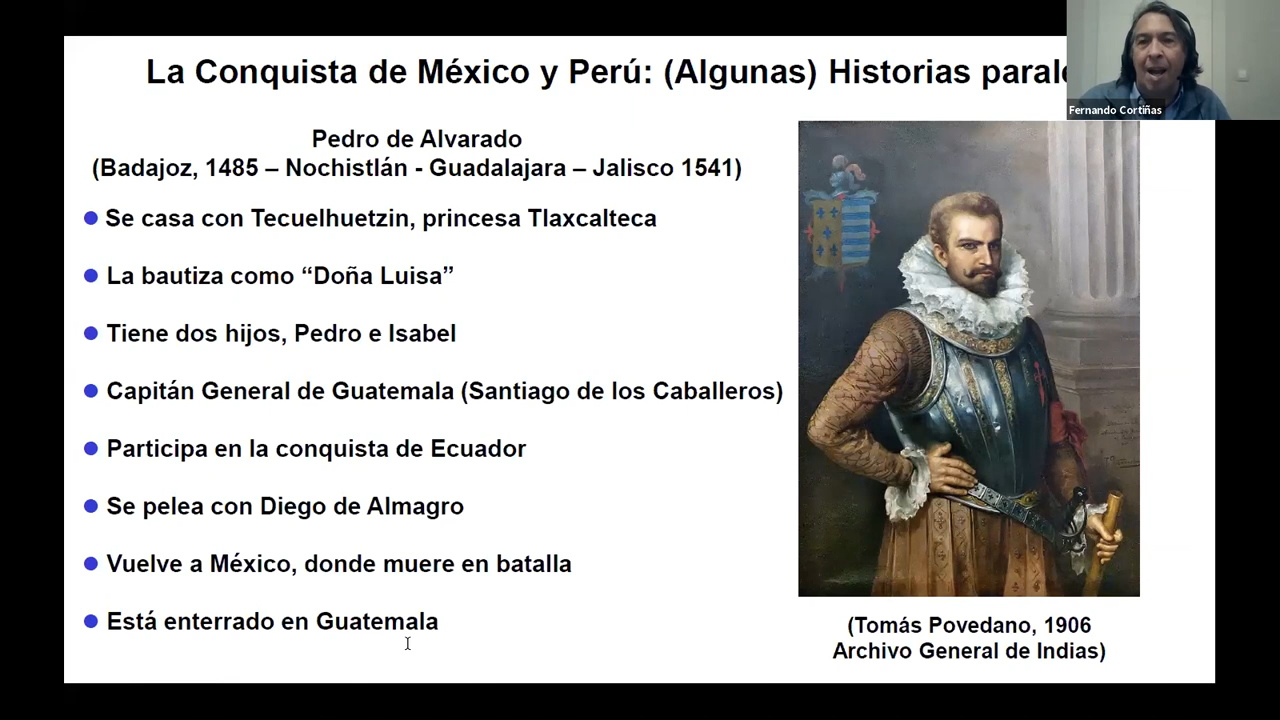 La Conquista de México y Perú: (Algunas) Historias
Fernando Cortiñas
Pedro de Alvarado
(Badajoz, 1485 – Nochistlán - Guadalajara – Jalisco 1541)
Se casa con Tecuelhuetzin, princesa Tlaxcalteca
La bautiza como “Doña Luisa”
Tiene dos hijos, Pedro e Isabel
Capitán General de Guatemala (Santiago de los Caballeros)
Participa en la conquista de Ecuador
Se pelea con Diego de Almagro
Vuelve a México, donde muere en batalla
Está enterrado en Guatemala
(Tomás Povedano, 1906
Archivo General de Indias)